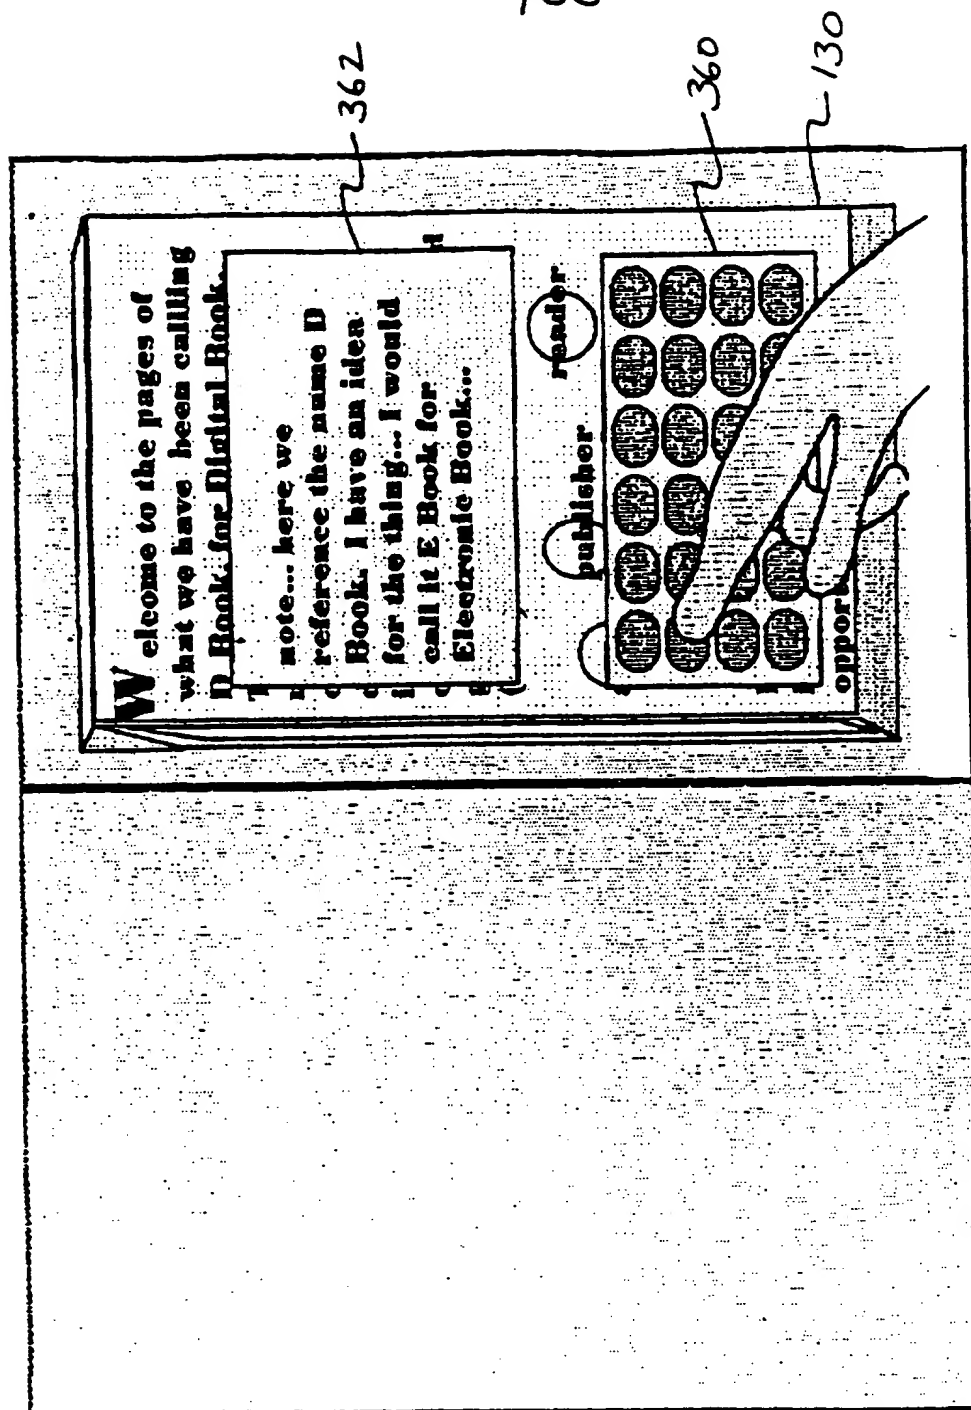 Welcome to the pages of
what we have been calling
D Book, for Digital Book.
note... here we
reference the name D
Book. I have an idea
for the thing... I would
call it E Book for
Electronic Book...
publisher
reader
oppor
362
360
130